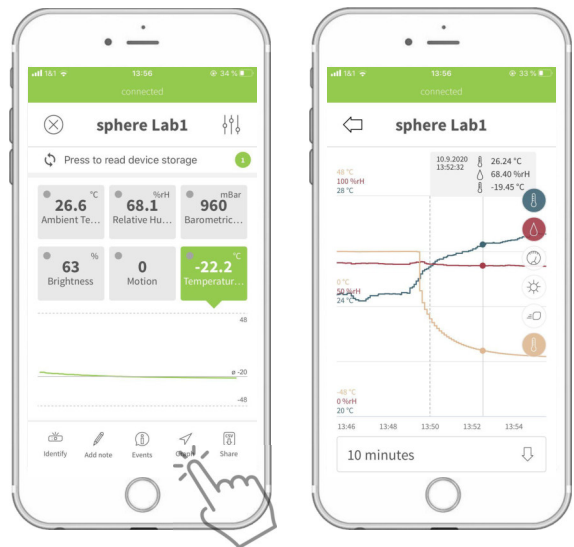 1&1 13:56 34 %
connected
sphere Lab1
Press to read device storage i
°C %rH mBar
26.6 68.1 960
Ambient Te... Relative Hu... Barometric...
% °C
63 0 -22.2
Brightness Motion Temperatur...
48
ø -20
-48
Identify Add note Events Graph Share
1&1 13:56 33 %
connected
sphere Lab1
10.9.2020
13:52:32
26.24 °C
68.40 %rH
-19.45 °C
48 °C
100 %rH
28 °C
0 °C
50 %rH
24 °C
-48 °C
0 %rH
20 °C
13:46 13:48 13:50 13:52 13:54
10 minutes